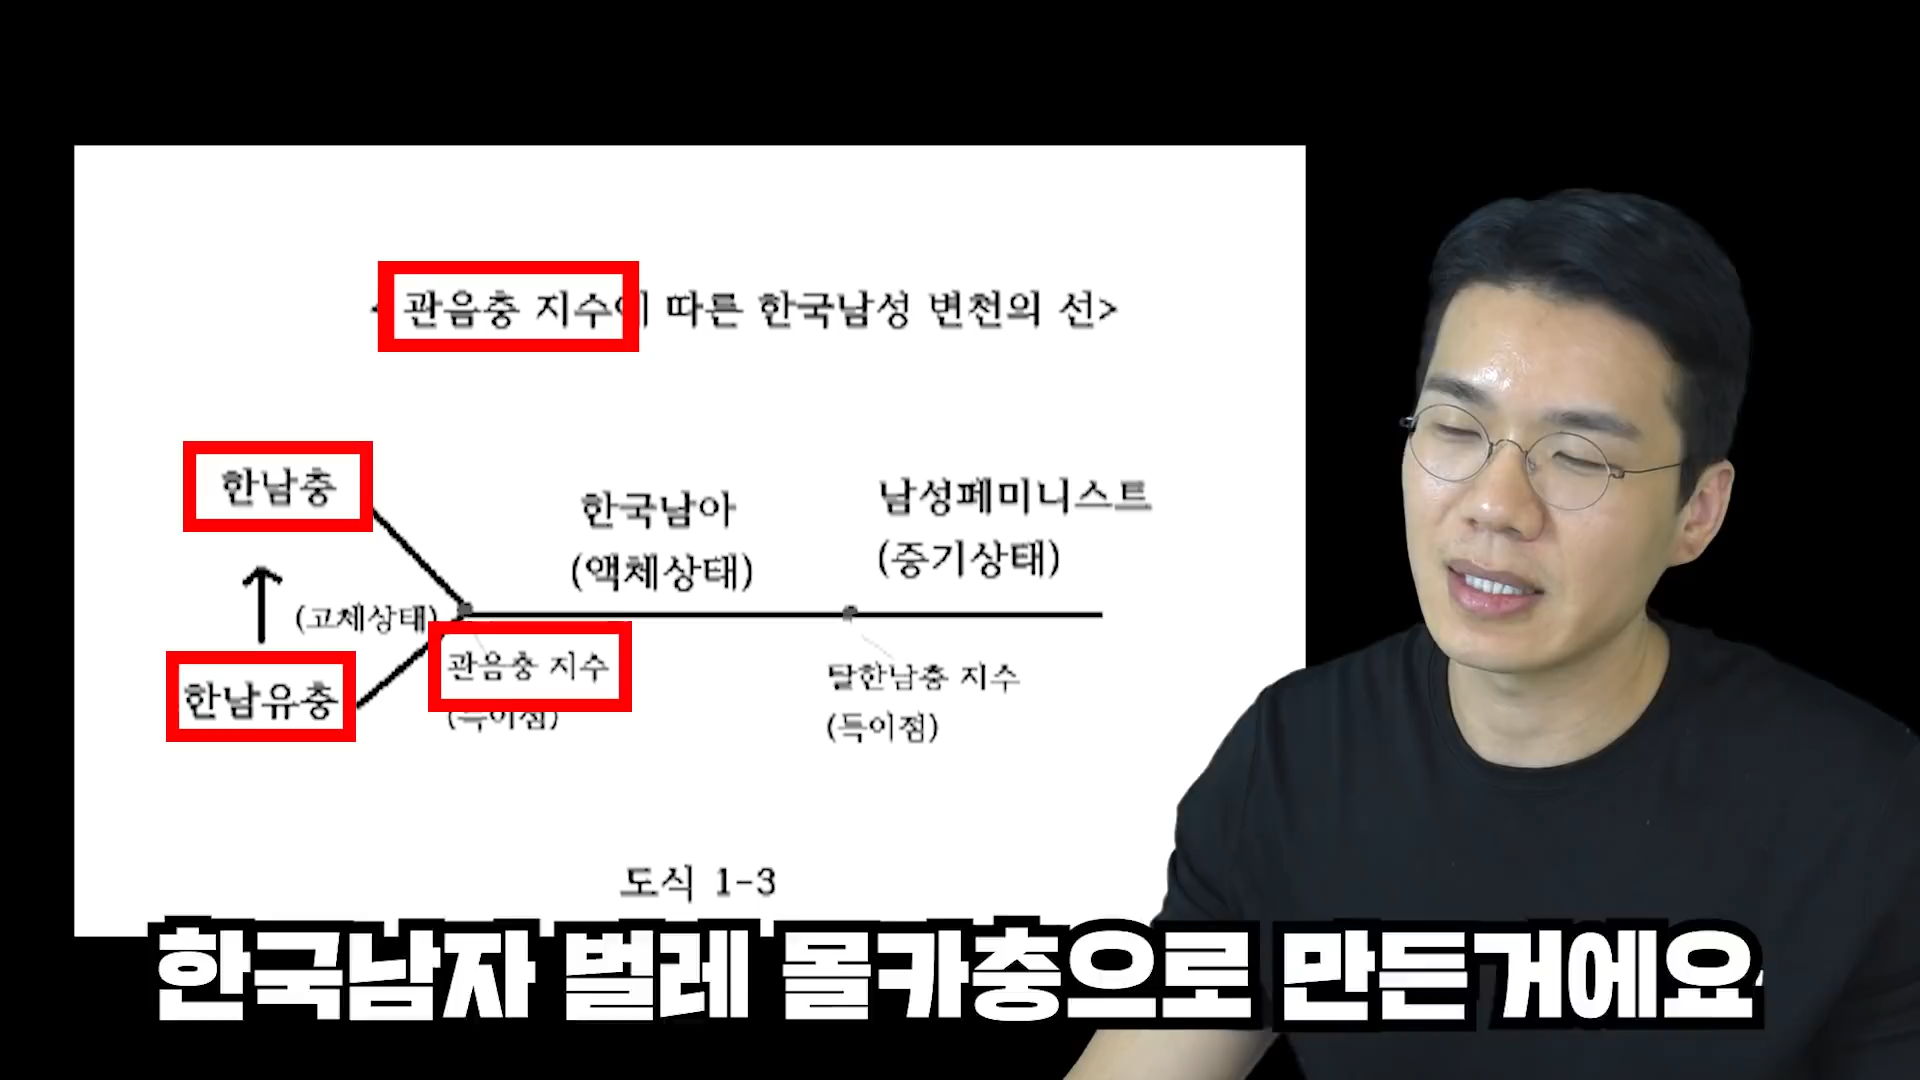 <관음충 지수에 따른 한국남성 변천의 선>
한남충
한국남아
(액체상태)
남성페미니스트
(증기상태)
(고체상태)
한남유충
관음충 지수
(특이점)
탈한남충 지수
(특이점)
도식 1-3
한국남자 벌레 몰카충으로 만든거에요